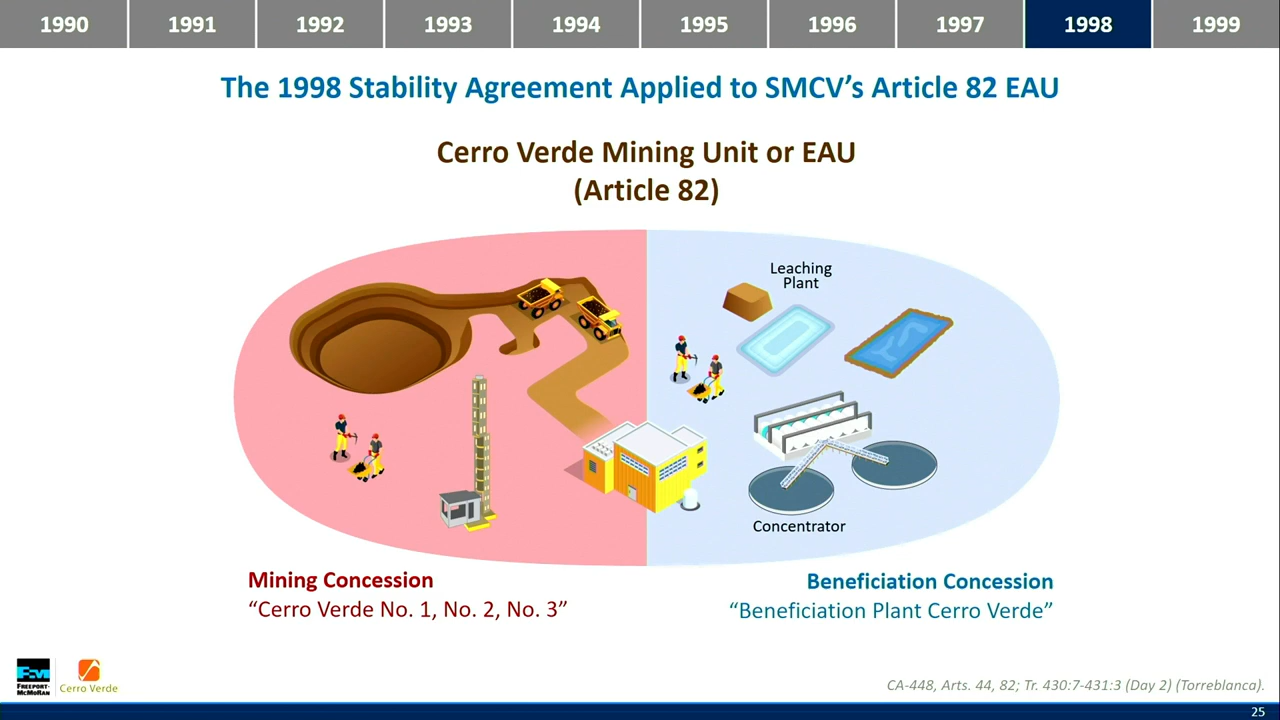 1990 1991 1992 1993 1994 1995 1996 1997 1998 1999
The 1998 Stability Agreement Applied to SMCV’s Article 82 EAU
Cerro Verde Mining Unit or EAU
(Article 82)
Leaching
Plant
Concentrator
Mining Concession
“Cerro Verde No. 1, No. 2, No. 3”
Beneficiation Concession
“Beneficiation Plant Cerro Verde”
FMI
FREEPORT-
McMoRAN
Cerro Verde
CA-448, Arts. 44, 82; Tr. 430:7-431:3 (Day 2) (Torreblanca).
25